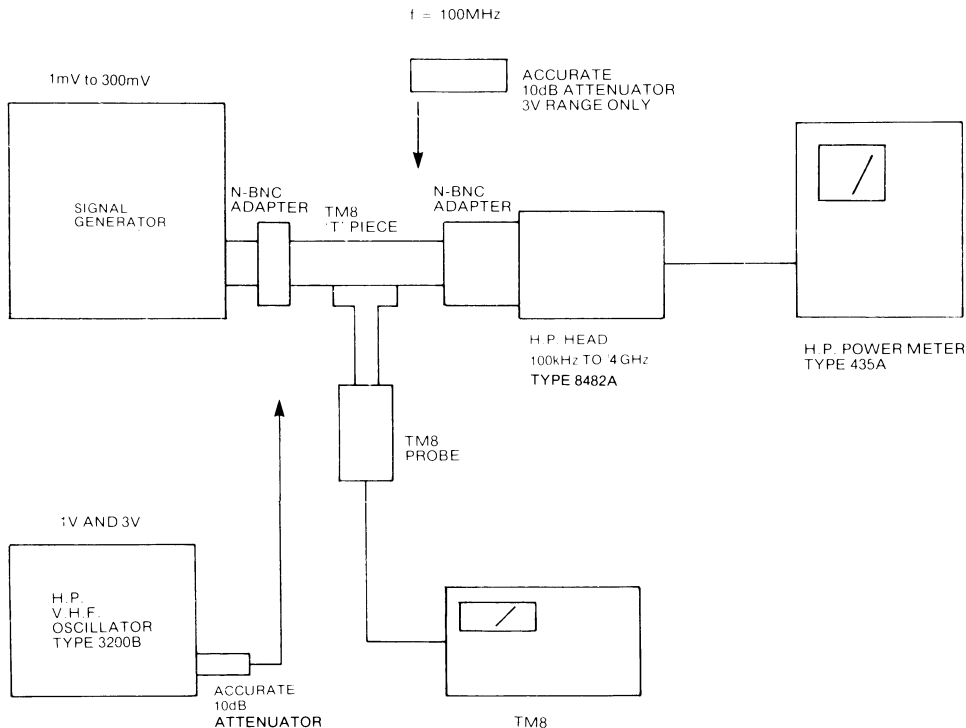 f = 100MHz
1mV to 300mV
ACCURATE
10dB ATTENUATOR
3V RANGE ONLY
SIGNAL
GENERATOR
N-BNC
ADAPTER
TM8
'T' PIECE
N-BNC
ADAPTER
H.P. HEAD
100kHz TO 4GHz
TYPE 8482A
H.P. POWER METER
TYPE 435A
TM8
PROBE
1V AND 3V
H.P.
V.H.F.
OSCILLATOR
TYPE 3200B
ACCURATE
10dB
ATTENUATOR
TM8